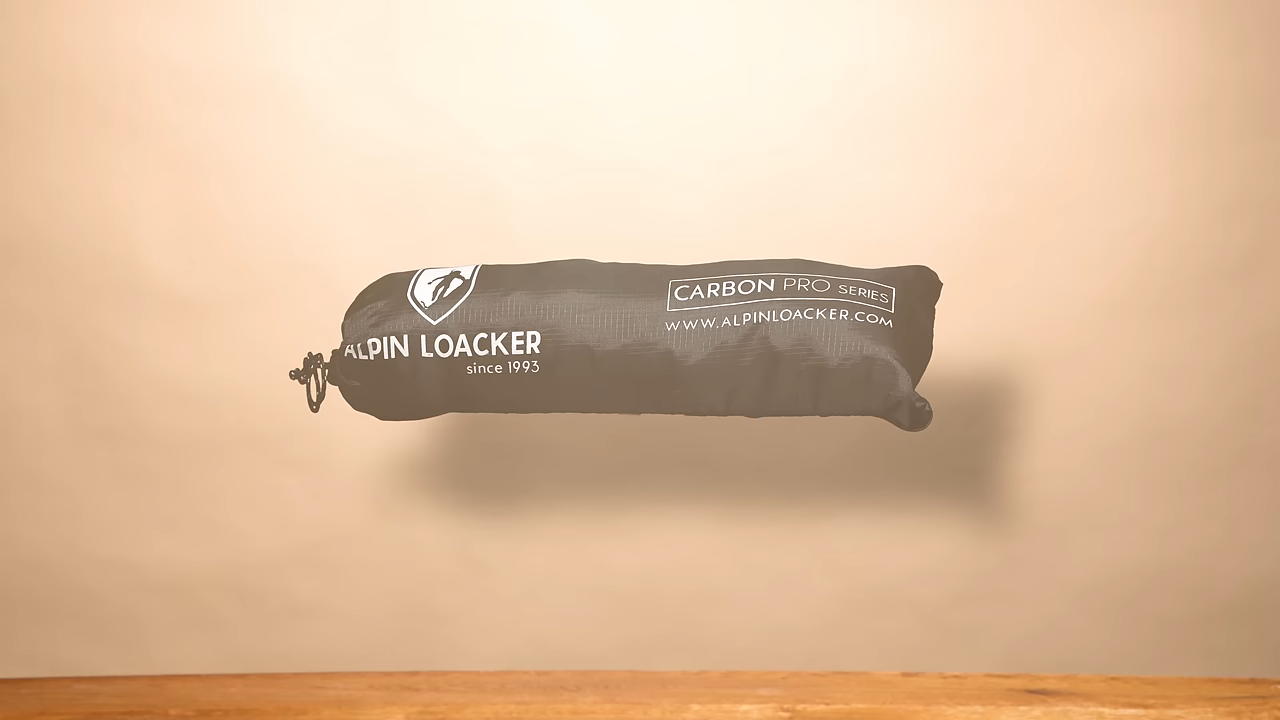 ALPIN LOACKER
since 1993
CARBON PRO SERIES
WWW.ALPINLOACKER.COM